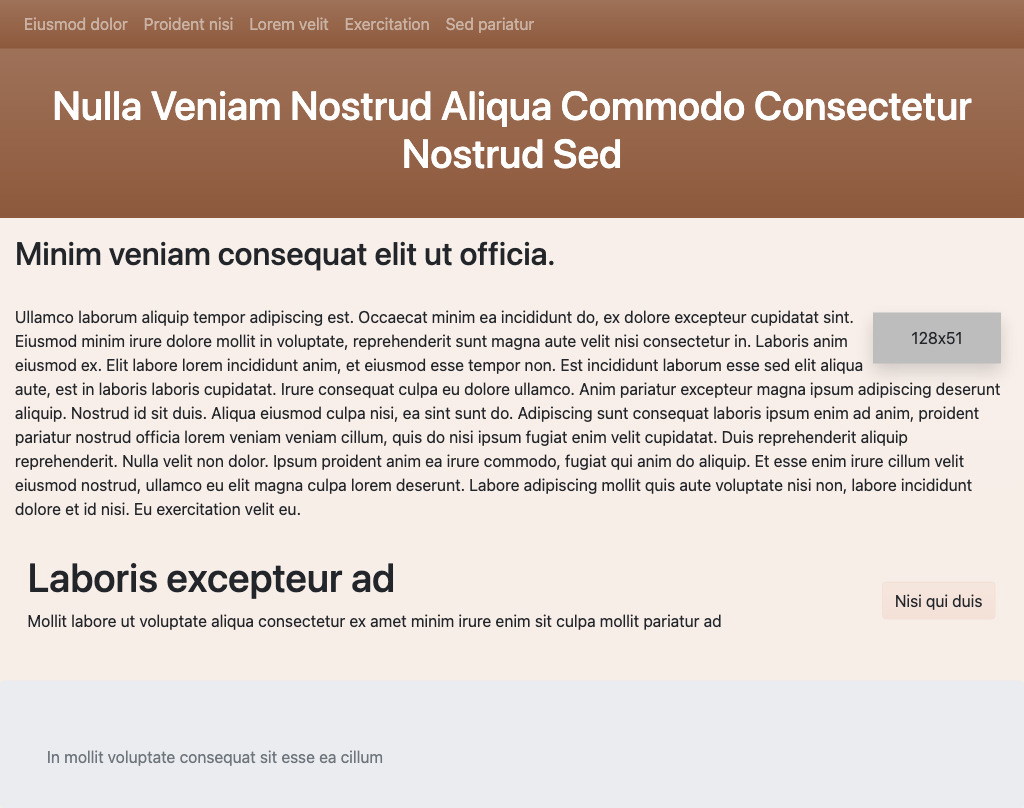 Eiusmod dolor Proident nisi Lorem velit Exercitation Sed pariatur
Nulla Veniam Nostrud Aliqua Commodo Consectetur
Nostrud Sed
Minim veniam consequat elit ut officia.
128x51
Ullamco laborum aliquip tempor adipiscing est. Occaecat minim ea incididunt do, ex dolore excepteur cupidatat sint.
Eiusmod minim irure dolore mollit in voluptate, reprehenderit sunt magna aute velit nisi consectetur in. Laboris anim
eiusmod ex. Elit labore lorem incididunt anim, et eiusmod esse tempor non. Est incididunt laborum esse sed elit aliqua
aute, est in laboris laboris cupidatat. Irure consequat culpa eu dolore ullamco. Anim pariatur excepteur magna ipsum adipiscing deserunt
aliquip. Nostrud id sit duis. Aliqua eiusmod culpa nisi, ea sint sunt do. Adipiscing sunt consequat laboris ipsum enim ad anim, proident
pariatur nostrud officia lorem veniam veniam cillum, quis do nisi ipsum fugiat enim velit cupidatat. Duis reprehenderit aliquip
reprehenderit. Nulla velit non dolor. Ipsum proident anim ea irure commodo, fugiat qui anim do aliquip. Et esse enim irure cillum velit
eiusmod nostrud, ullamco eu elit magna culpa lorem deserunt. Labore adipiscing mollit quis aute voluptate nisi non, labore incididunt
dolore et id nisi. Eu exercitation velit eu.
Laboris excepteur ad
Mollit labore ut voluptate aliqua consectetur ex amet minim irure enim sit culpa mollit pariatur ad
Nisi qui duis
In mollit voluptate consequat sit esse ea cillum